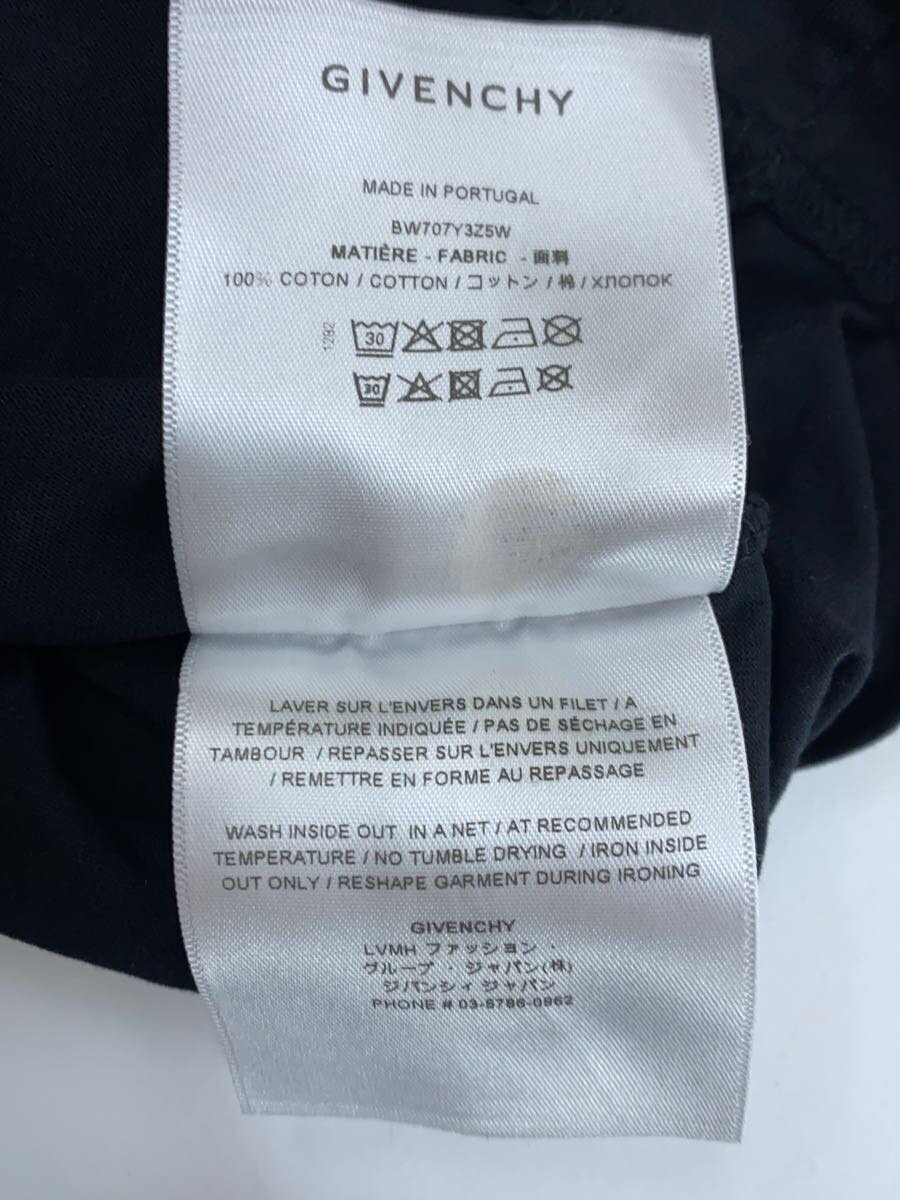 GIVENCHY
MADE IN PORTUGAL
BW707Y3Z5W
MATIÈRE - FABRIC - 面料
100% COTON / COTTON / コットン / 棉 / хлопок
1292
30
30
LAVER SUR L'ENVERS DANS UN FILET / A
TEMPÉRATURE INDIQUÉE / PAS DE SÉCHAGE EN
TAMBOUR / REPASSER SUR L'ENVERS UNIQUEMENT
/ REMETTRE EN FORME AU REPASSAGE
WASH INSIDE OUT IN A NET / AT RECOMMENDED
TEMPERATURE / NO TUMBLE DRYING / IRON INSIDE
OUT ONLY / RESHAPE GARMENT DURING IRONING
GIVENCHY
LVMH ファッション ・
グループ ・ ジャパン(株)
ジバンシィ ジャパン
PHONE # 03-5786-0962